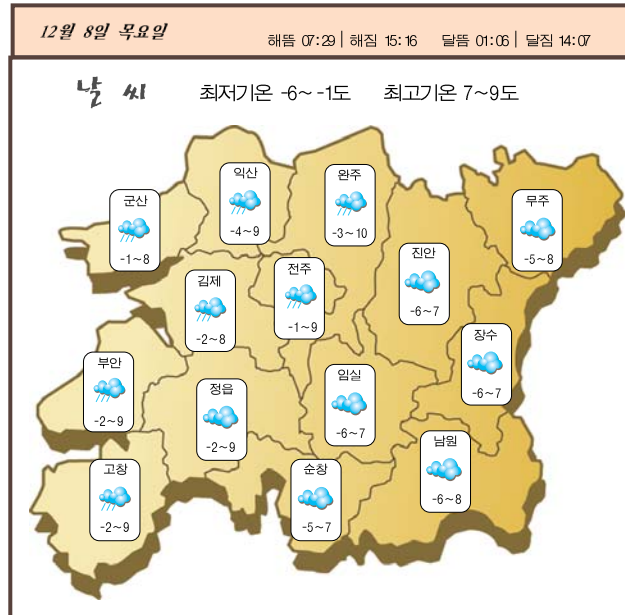 12월 8일 목요일
해뜸 07:29 | 해짐 15:16 달뜸 01:06 | 달짐 14:07
날 씨 최저기온 -6~ -1도 최고기온 7~9도
익산
-4~9
완주
-3~10
군산
-1~8
무주
-5~8
진안
-6~7
전주
-1~9
김제
-2~8
장수
-6~7
부안
-2~9
임실
-6~7
정읍
-2~9
남원
-6~8
고창
-2~9
순창
-5~7